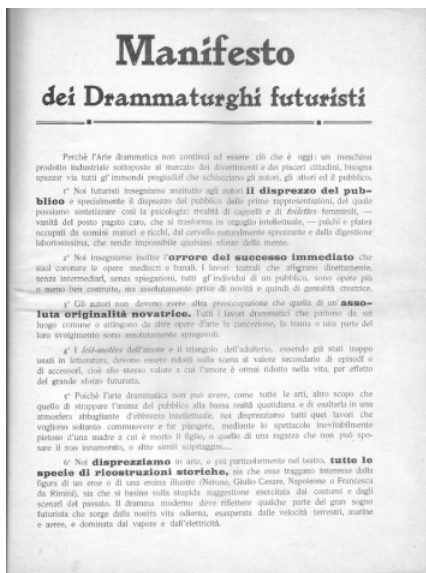 Manifesto
dei Drammaturghi futuristi
Perchè l'Arte drammatica non continui ad essere ciò che è oggi: un meschino
prodotto industriale sottoposto al mercato dei divertimenti e dei piaceri cittadini, bisogna
spazzar via tutti gl'immondi pregiudizî che schiacciano gli autori, gli attori ed il pubblico.
1° Noi futuristi insegniamo anzitutto agli autori il disprezzo del pub-
blico e specialmente il disprezzo del pubblico delle prime rappresentazioni, del quale
possiamo sintetizzare così la psicologia: rivalità di cappelli e di toilettes femminili, —
vanità del posto pagato caro, che si trasforma in orgoglio intellettuale, — palchi e platea
occupati da uomini maturi e ricchi, dal cervello naturalmente sprezzante e dalla digestione
laboriosissima, che rende impossibile qualsiasi sforzo della mente.
2° Noi insegniamo inoltre l'orrore del successo immediato che
suol coronare le opere mediocri e banali. I lavori teatrali che afferrano direttamente,
senza intermediari, senza spiegazioni, tutti gl'individui di un pubblico, sono opere più
o meno ben costruite, ma assolutamente prive di novità e quindi di genialità creatrice.
3° Gli autori non devono avere altra preoccupazione che quella di un'asso-
luta originalità novatrice. Tutti i lavori drammatici che partono da un
luogo comune o attingono da altre opere d'arte la concezione, la trama o una parte del
loro svolgimento sono assolutamente spregevoli.
4° I leit-motivs dell'amore e il triangolo dell'adulterio, essendo già stati troppo
usati in letteratura, devono essere ridotti sulla scena al valore secondario di episodî o
di accessorî, cioè allo stesso valore a cui l'amore è ormai ridotto nella vita, per effetto
del grande sforzo futurista.
5° Poichè l'arte drammatica non può avere, come tutte le arti, altro scopo che
quello di strappare l'anima del pubblico alla bassa realtà quotidiana e di esaltarla in una
atmosfera abbagliante d'ebbrezza intellettuale, noi disprezziamo tutti quei lavori che
vogliono soltanto commuovere e far piangere, mediante lo spettacolo inevitabilmente
pietoso d'una madre a cui è morto il figlio, o quello di una ragazza che non può spo-
sare il suo innamorato, o altre simili scipitaggini....
6° Noi disprezziamo in arte, e più particolarmente nel teatro, tutte le
specie di ricostruzioni storiche, sia che esse traggano interesse dalla
figura di un eroe o di una eroina illustre (Nerone, Giulio Cesare, Napoleone o Francesca
da Rimini), sia che si basino sulla stupida suggestione esercitata dai costumi e dagli
scenarî del passato. Il dramma moderno deve riflettere qualche parte del gran sogno
futurista che sorge dalla nostra vita odierna, esasperata dalle velocità terrestri, marine
e aeree, e dominata dal vapore e dall'elettricità.